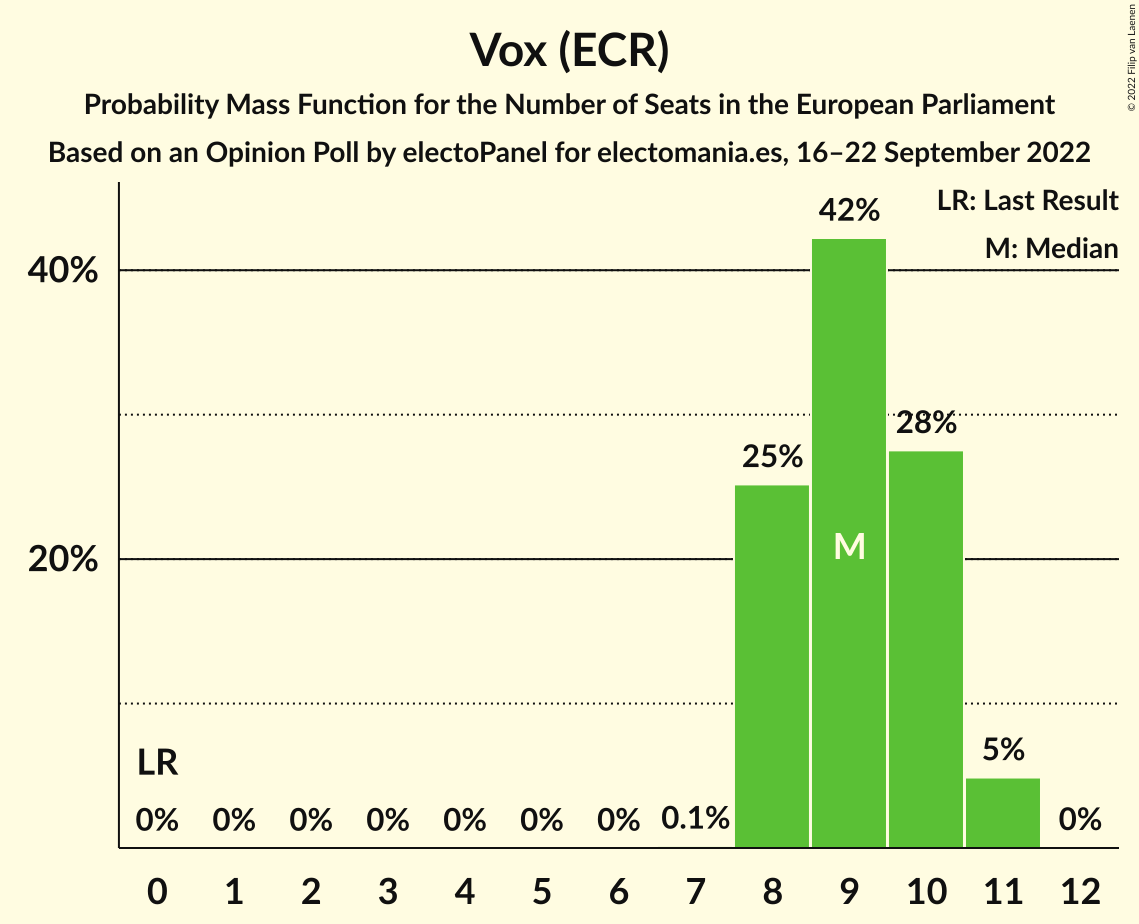 Vox (ECR)
Probability Mass Function for the Number of Seats in the European Parliament
Based on an Opinion Poll by electoPanel for electomania.es, 16–22 September 2022
© 2022 Filip van Laenen
LR: Last Result
M: Median
42%
40%
28%
25%
M
20%
LR
5%
0% 0% 0% 0% 0% 0% 0% 0.1% 0%
0 1 2 3 4 5 6 7 8 9 10 11 12